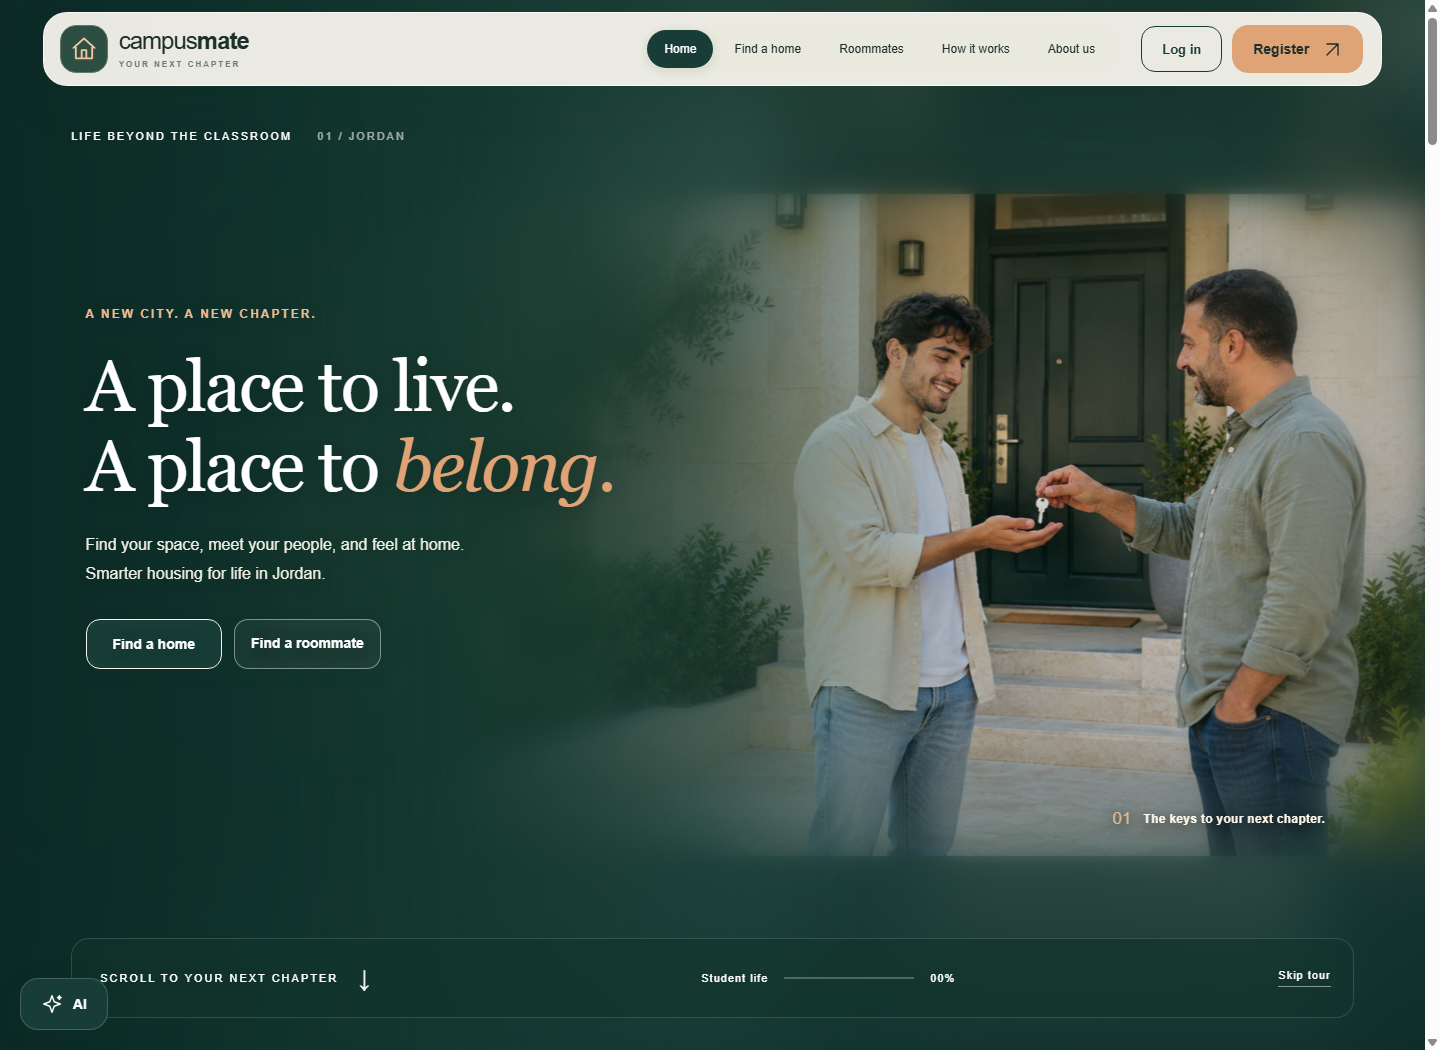 campusmate
YOUR NEXT CHAPTER
Home
Find a home
Roommates
How it works
About us
Log in
Register
LIFE BEYOND THE CLASSROOM
01 / JORDAN
A NEW CITY. A NEW CHAPTER.
A place to live.
A place to belong.
Find your space, meet your people, and feel at home.
Smarter housing for life in Jordan.
Find a home
Find a roommate
01 The keys to your next chapter.
SCROLL TO YOUR NEXT CHAPTER
Student life
00%
Skip tour
AI